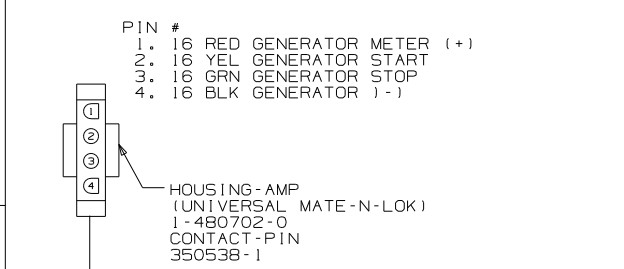 PIN #
1. 16 RED GENERATOR METER (+)
2. 16 YEL GENERATOR START
3. 16 GRN GENERATOR STOP
4. 16 BLK GENERATOR )-)
1
2
3
4
HOUSING-AMP
(UNIVERSAL MATE-N-LOK)
1-480702-0
CONTACT-PIN
350538-1